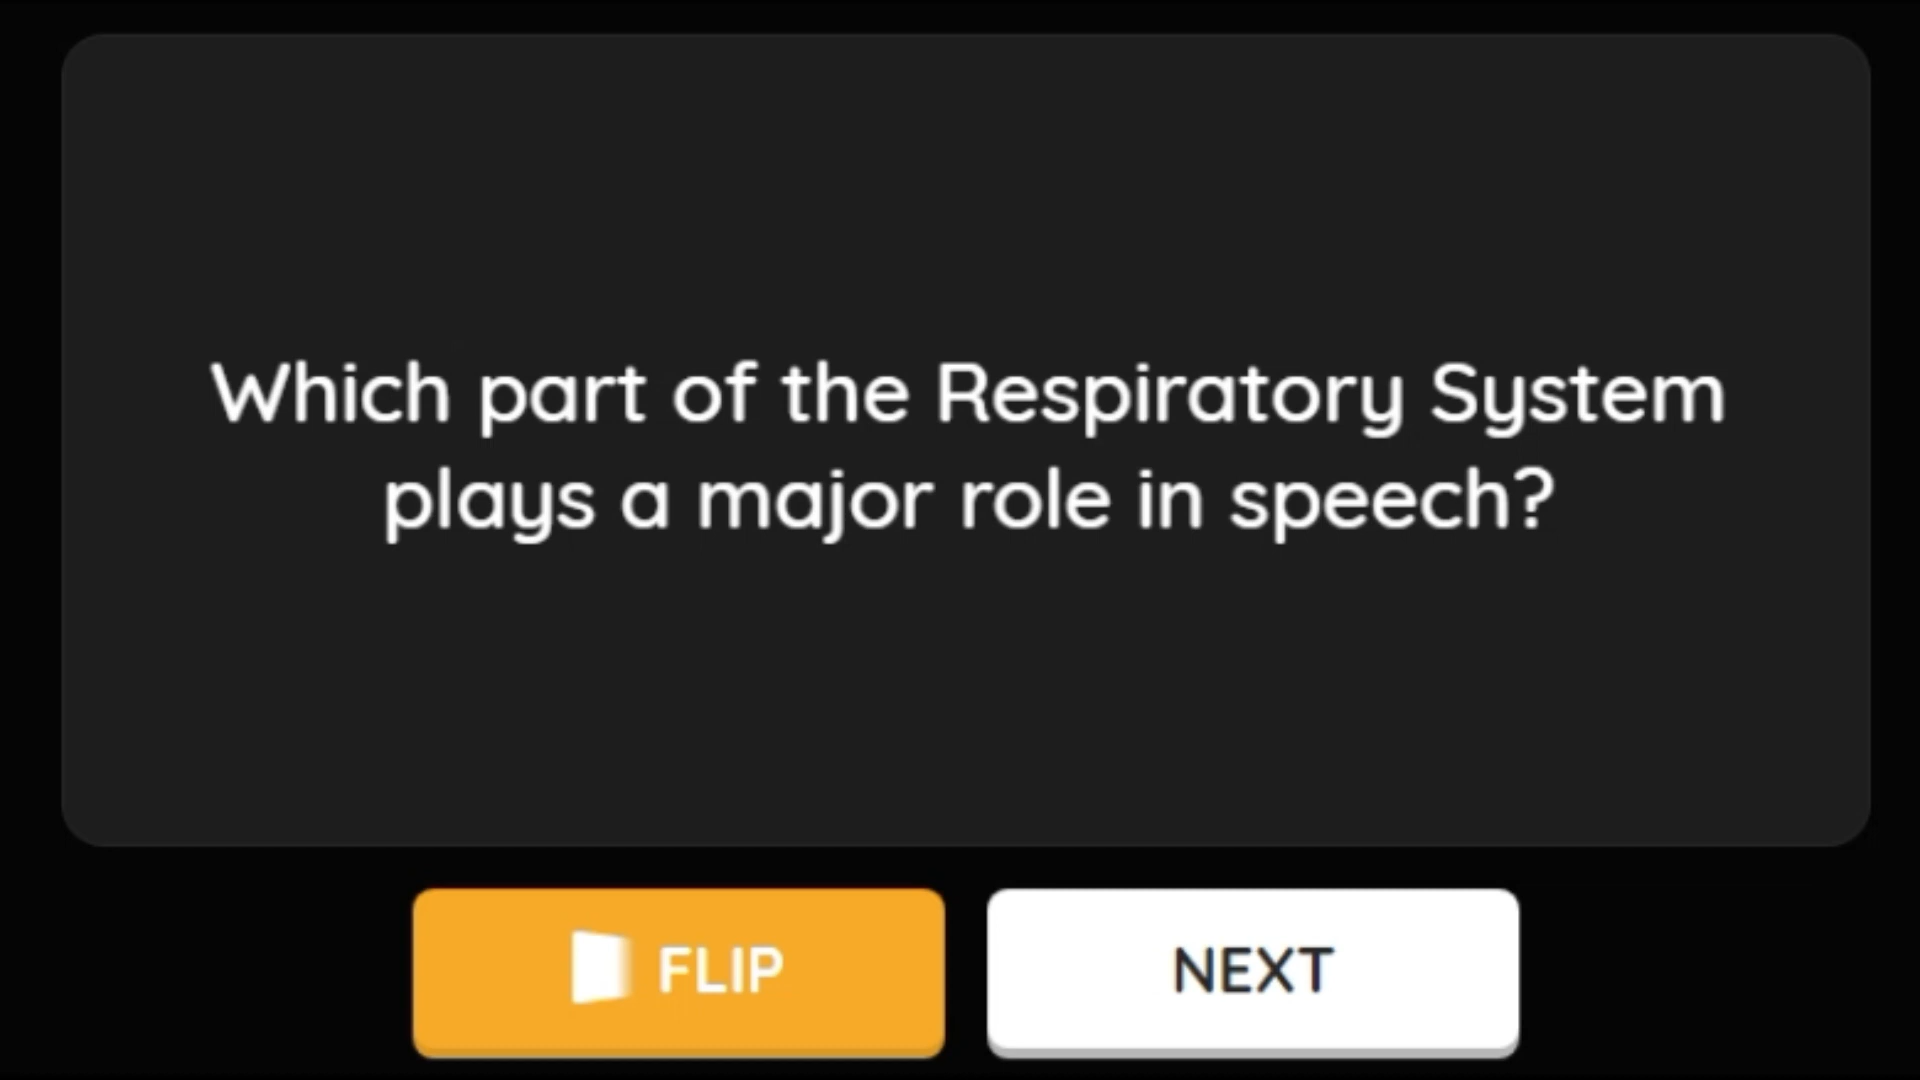 Which part of the Respiratory System
plays a major role in speech?
FLIP
NEXT